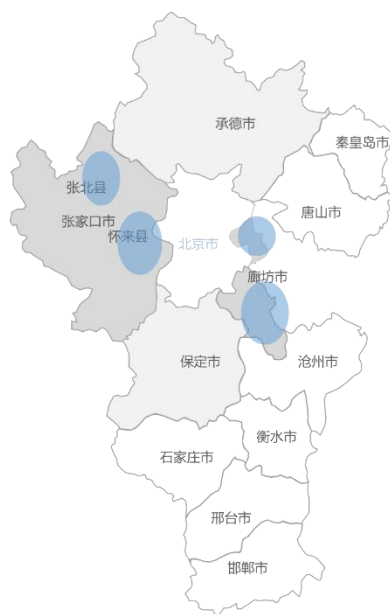 承德市
秦皇岛市
张北县
唐山市
张家口市
怀来县
北京市
廊坊市
保定市
沧州市
衡水市
石家庄市
邢台市
邯郸市